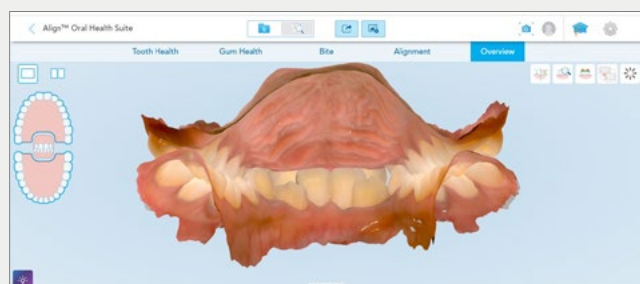 Align™ Oral Health Suite
Tooth Health Gum Health Bite Alignment Overview